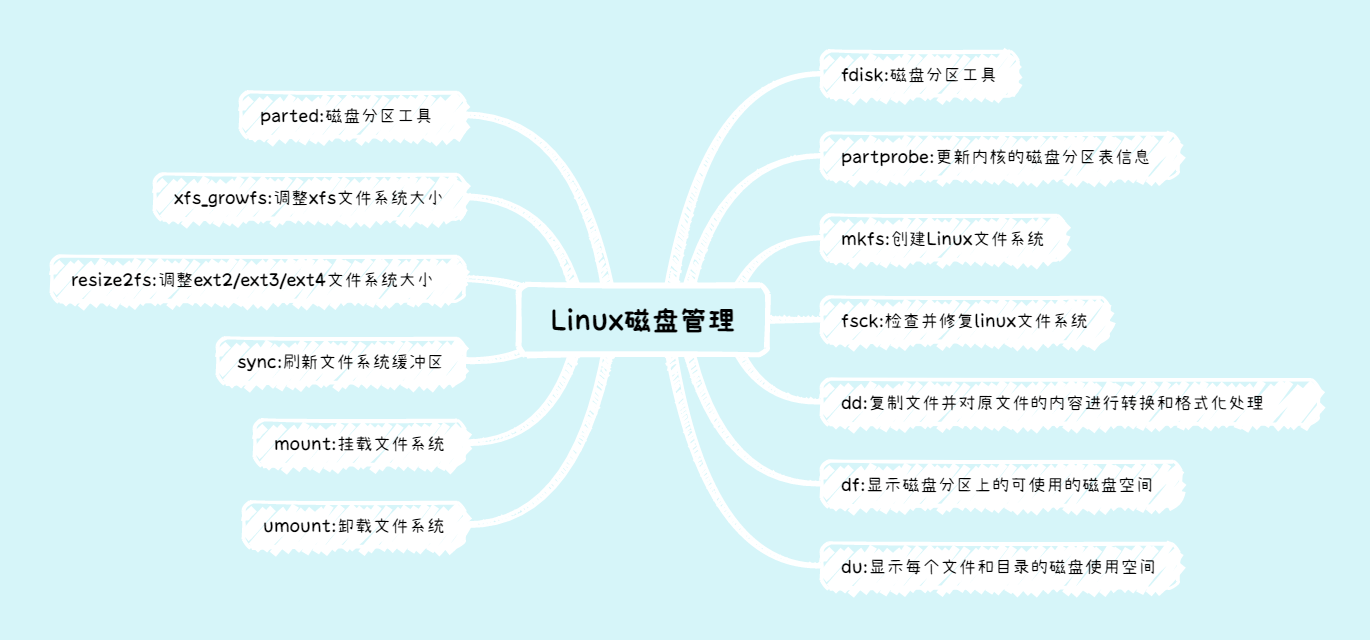 Linux磁盘管理
fdisk:磁盘分区工具
partprobe:更新内核的磁盘分区表信息
mkfs:创建Linux文件系统
fsck:检查并修复linux文件系统
dd:复制文件并对原文件的内容进行转换和格式化处理
df:显示磁盘分区上的可使用的磁盘空间
du:显示每个文件和目录的磁盘使用空间
parted:磁盘分区工具
xfs_growfs:调整xfs文件系统大小
resize2fs:调整ext2/ext3/ext4文件系统大小
sync:刷新文件系统缓冲区
mount:挂载文件系统
umount:卸载文件系统